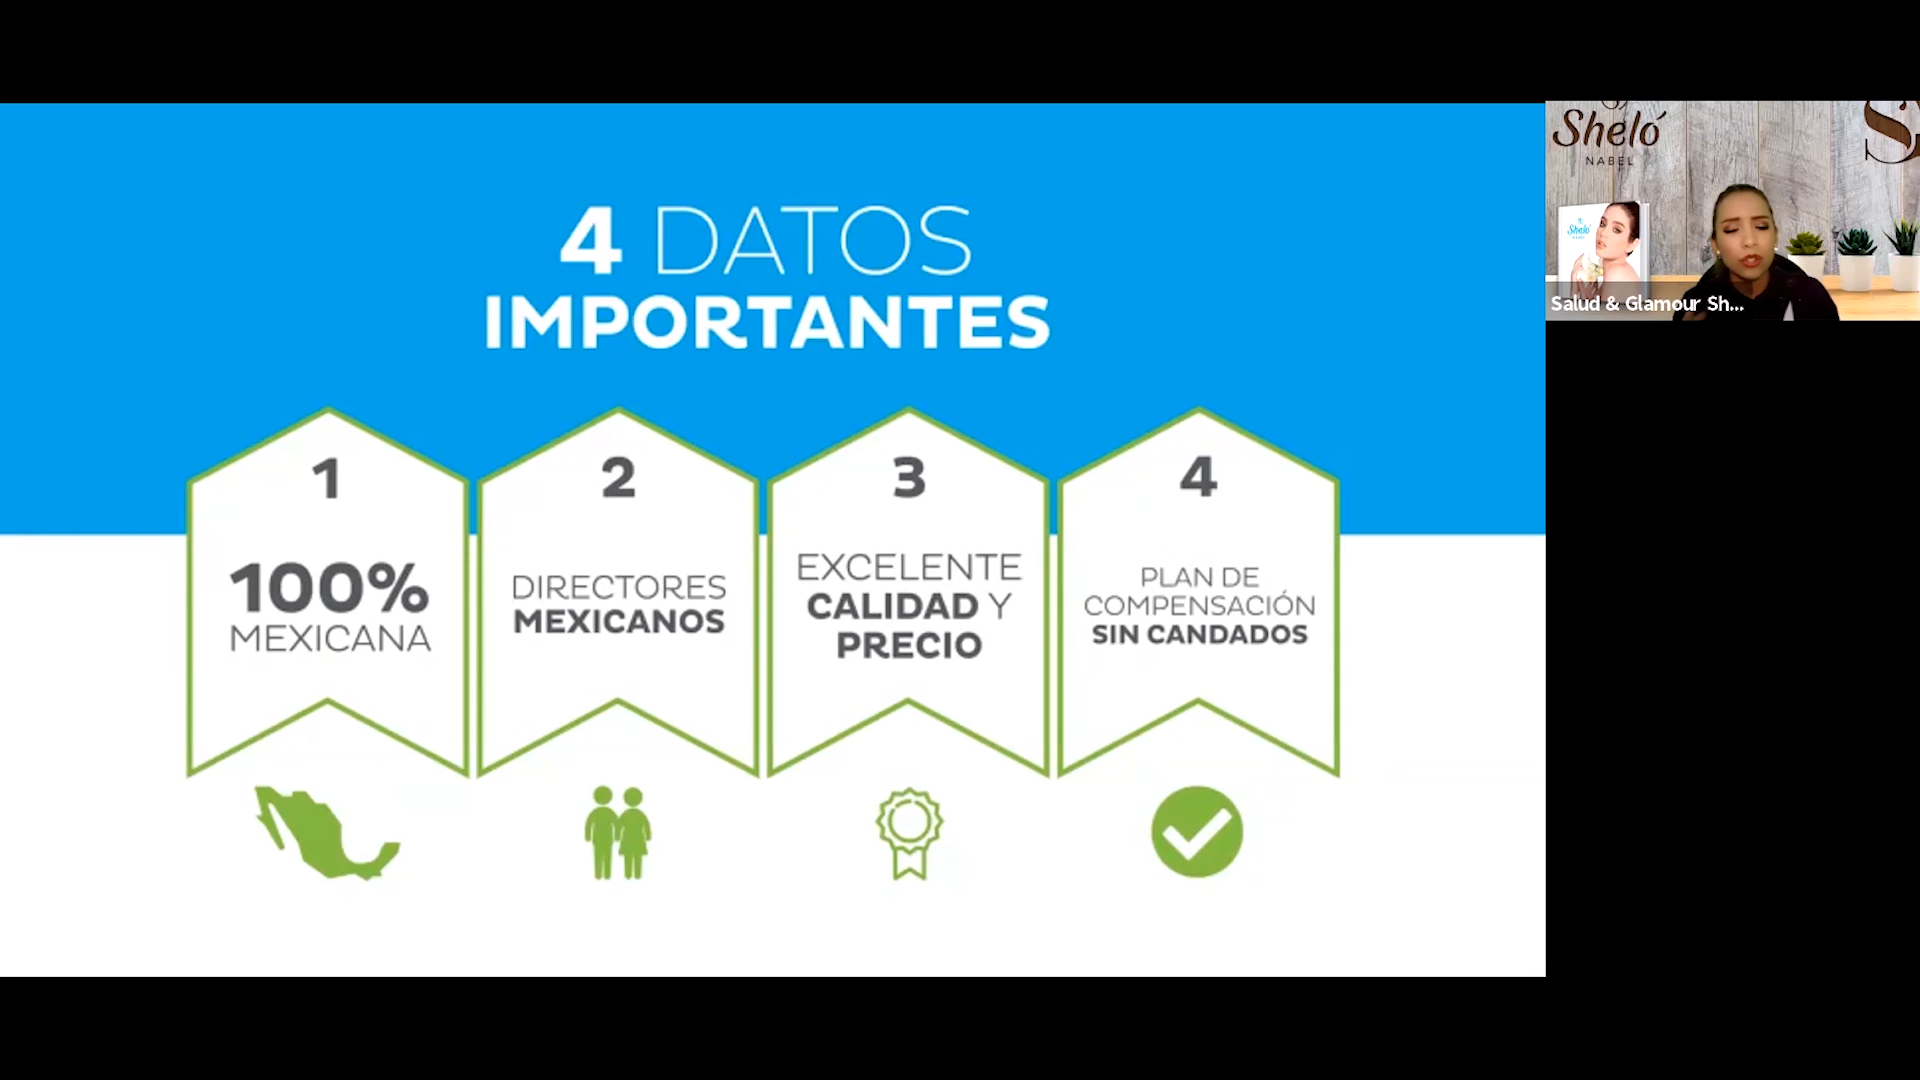 4 DATOS
IMPORTANTES
1
100%
MEXICANA
2
DIRECTORES
MEXICANOS
3
EXCELENTE
CALIDAD Y
PRECIO
4
PLAN DE
COMPENSACIÓN
SIN CANDADOS
Sheló
NABEL
Sheló
Salud & Glamour Sh...